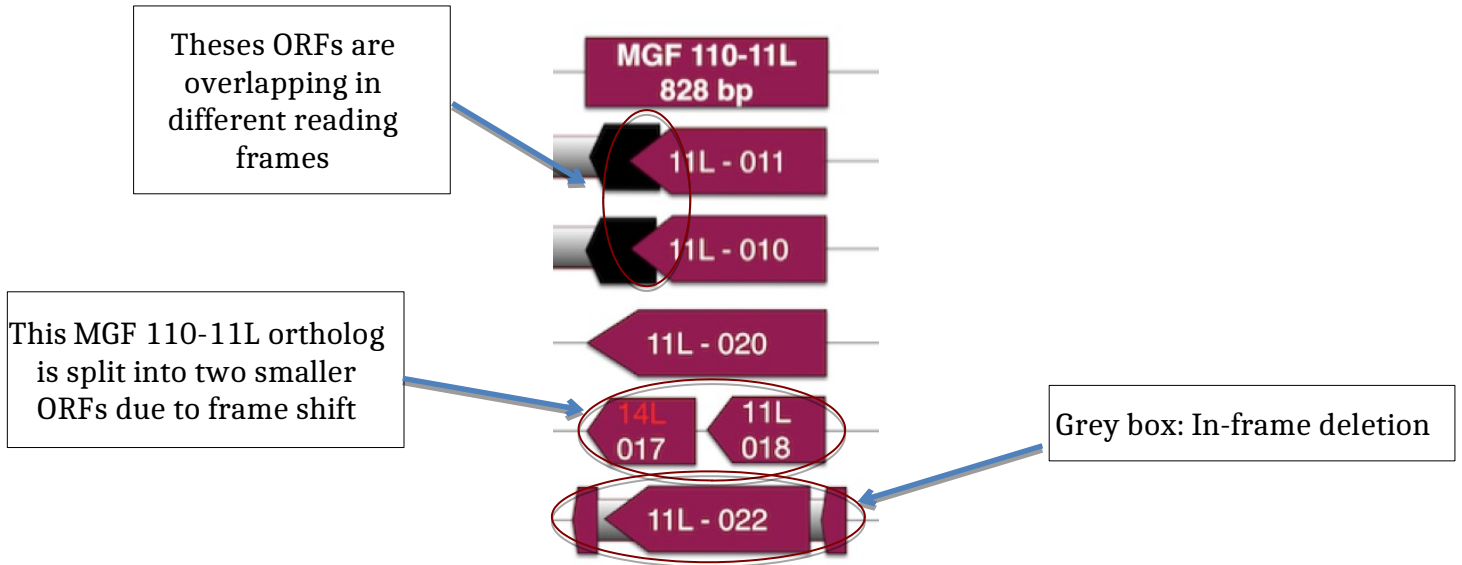 Theses ORFs are
overlapping in
different reading
frames
MGF 110-11L
828 bp
11L - 011
11L - 010
This MGF 110-11L ortholog
is split into two smaller
ORFs due to frame shift
11L - 020
14L
017
11L
018
Grey box: In-frame deletion
11L - 022